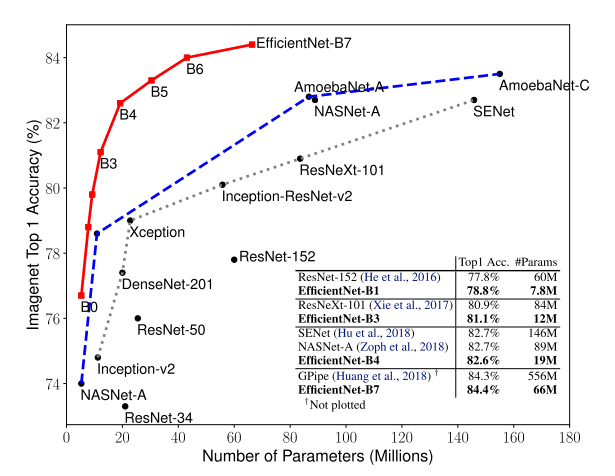 84
82
80
78
76
74
Imagenet Top 1 Accuracy (%)
0 20 40 60 80 100 120 140 160 180
Number of Parameters (Millions)
EfficientNet-B7
B6
B5
B4
B3
B0
AmoebaNet-A
AmoebaNet-C
NASNet-A
SENet
ResNeXt-101
Inception-ResNet-v2
Xception
ResNet-152
DenseNet-201
ResNet-50
Inception-v2
NASNet-A
ResNet-34
Top1 Acc. #Params
ResNet-152 (He et al., 2016) 77.8% 60M
EfficientNet-B1 78.8% 7.8M
ResNeXt-101 (Xie et al., 2017) 80.9% 84M
EfficientNet-B3 81.1% 12M
SENet (Hu et al., 2018) 82.7% 146M
NASNet-A (Zoph et al., 2018) 82.7% 89M
EfficientNet-B4 82.6% 19M
GPipe (Huang et al., 2018) † 84.3% 556M
EfficientNet-B7 84.4% 66M
†Not plotted